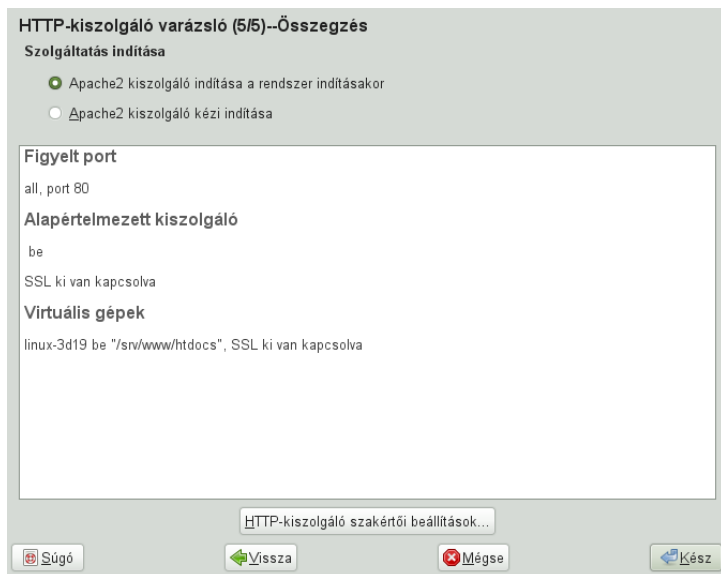 HTTP-kiszolgáló varázsló (5/5)--Összegzés
Szolgáltatás indítása
Apache2 kiszolgáló indítása a rendszer indításakor
Apache2 kiszolgáló kézi indítása
Figyelt port
all, port 80
Alapértelmezett kiszolgáló
be
SSL ki van kapcsolva
Virtuális gépek
linux-3d19 be "/srv/www/htdocs", SSL ki van kapcsolva
HTTP-kiszolgáló szakértői beállítások...
Súgó
Vissza
Mégse
Kész